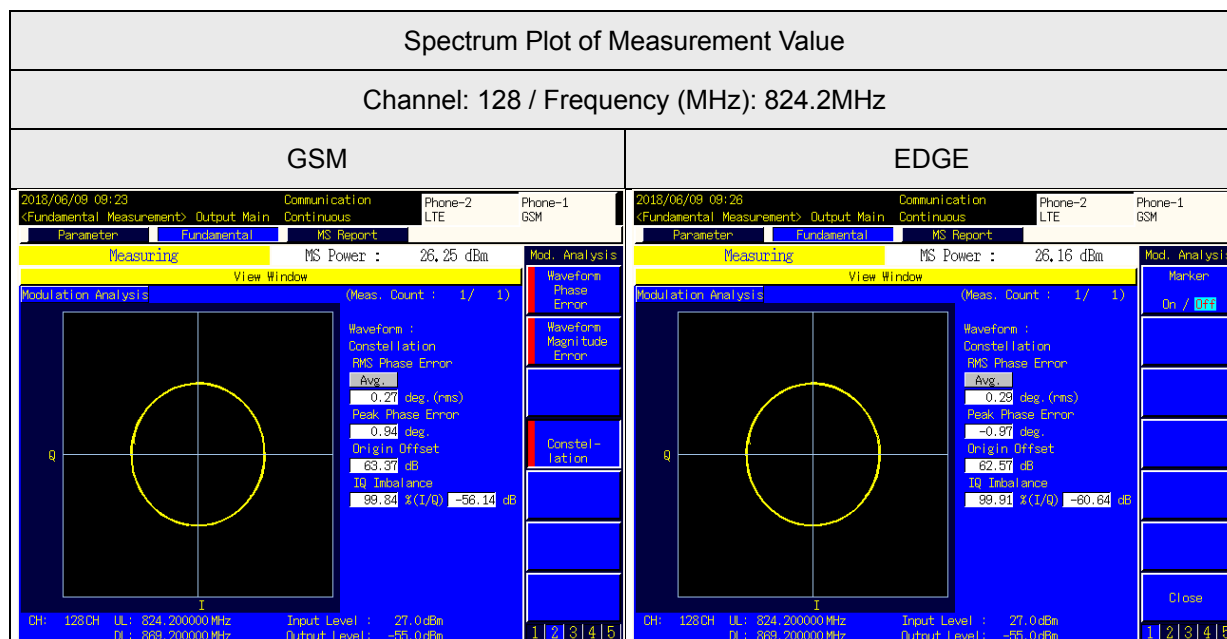 Spectrum Plot of Measurement Value
Channel: 128 / Frequency (MHz): 824.2MHz
GSM
EDGE
2018/06/09 09:23
Communication
Phone-2
Phone-1
<Fundamental Measurement> Output Main
Continuous
LTE
GSM
Parameter
Fundamental
MS Report
Measuring
MS Power :
26.25 dBm
Mod. Analysis
View Window
Modulation Analysis
(Meas. Count : 1/ 1)
Waveform :
Constellation
RMS Phase Error
Avg.
0.27 deg.(rms)
Peak Phase Error
0.94 deg.
Origin Offset
63.37 dB
IQ Imbalance
99.84 %(I/Q) -56.14 dB
Q
I
Waveform
Phase
Error
Waveform
Magnitude
Error
Constel-
lation
CH: 128CH UL: 824.200000MHz Input Level : 27.0dBm
DL: 869.200000MHz Output Level: -55.0dBm
1 2 3 4 5
2018/06/09 09:26
Communication
Phone-2
Phone-1
<Fundamental Measurement> Output Main
Continuous
LTE
GSM
Parameter
Fundamental
MS Report
Measuring
MS Power :
26.16 dBm
Mod. Analysis
View Window
Modulation Analysis
(Meas. Count : 1/ 1)
Waveform :
Constellation
RMS Phase Error
Avg.
0.29 deg.(rms)
Peak Phase Error
-0.97 deg.
Origin Offset
62.57 dB
IQ Imbalance
99.91 %(I/Q) -60.64 dB
Q
I
Marker
On / Off
Close
CH: 128CH UL: 824.200000MHz Input Level : 27.0dBm
DL: 869.200000MHz Output Level: -55.0dBm
1 2 3 4 5